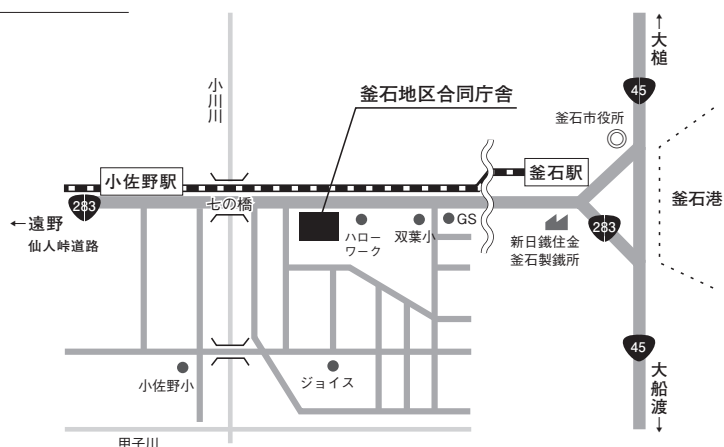 ↑大槌
45
小川川
釜石地区合同庁舎
釜石市役所
小佐野駅
釜石駅
釜石港
283
七の橋
←遠野
仙人峠道路
ハロー
ワーク
双葉小
GS
新日鐵住金
釜石製鐵所
283
45
小佐野小
ジョイス
大船渡↓
甲子川